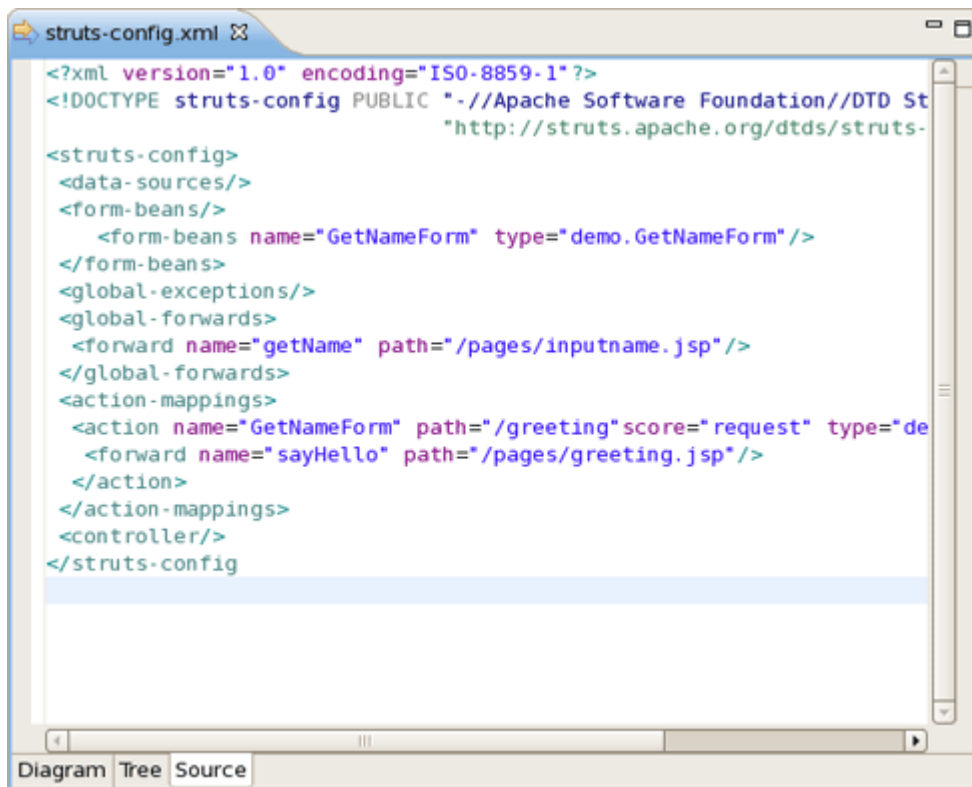 struts-config.xml
<?xml version="1.0" encoding="ISO-8859-1"?>
<!DOCTYPE struts-config PUBLIC "-//Apache Software Foundation//DTD St
"http://struts.apache.org/dtds/struts-
<struts-config>
<data-sources/>
<form-beans/>
<form-beans name="GetNameForm" type="demo.GetNameForm"/>
</form-beans>
<global-exceptions/>
<global-forwards>
<forward name="getName" path="/pages/inputname.jsp"/>
</global-forwards>
<action-mappings>
<action name="GetNameForm" path="/greeting"score="request" type="de
<forward name="sayHello" path="/pages/greeting.jsp"/>
</action>
</action-mappings>
<controller/>
</struts-config
Diagram Tree Source